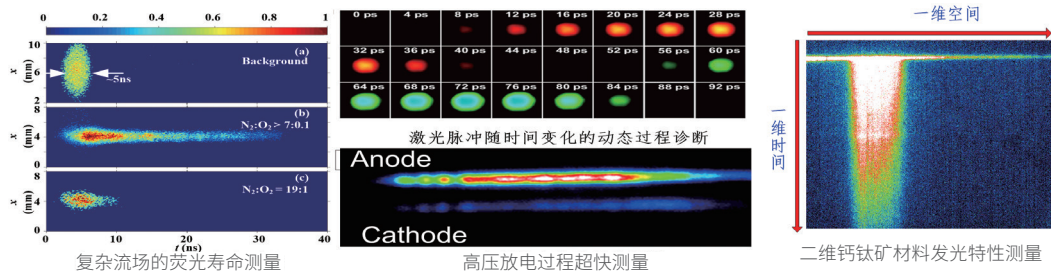 0 0.2 0.4 0.6 0.8 1
10
6
2
x (mm)
(a)
Background
~5ns
8
4
0
x (mm)
(b)
N₂:O₂ > 7:0.1
8
4
0
x (mm)
(c)
N₂:O₂ = 19:1
0 10 20 30 40
t (ns)
复杂流场的荧光寿命测量
0 ps 4 ps 8 ps 12 ps 16 ps 20 ps 24 ps 28 ps
32 ps 36 ps 40 ps 44 ps 48 ps 52 ps 56 ps 60 ps
64 ps 68 ps 72 ps 76 ps 80 ps 84 ps 88 ps 92 ps
激光脉冲随时间变化的动态过程诊断
Anode
Cathode
高压放电过程超快测量
一维空间
一维时间
二维钙钛矿材料发光特性测量